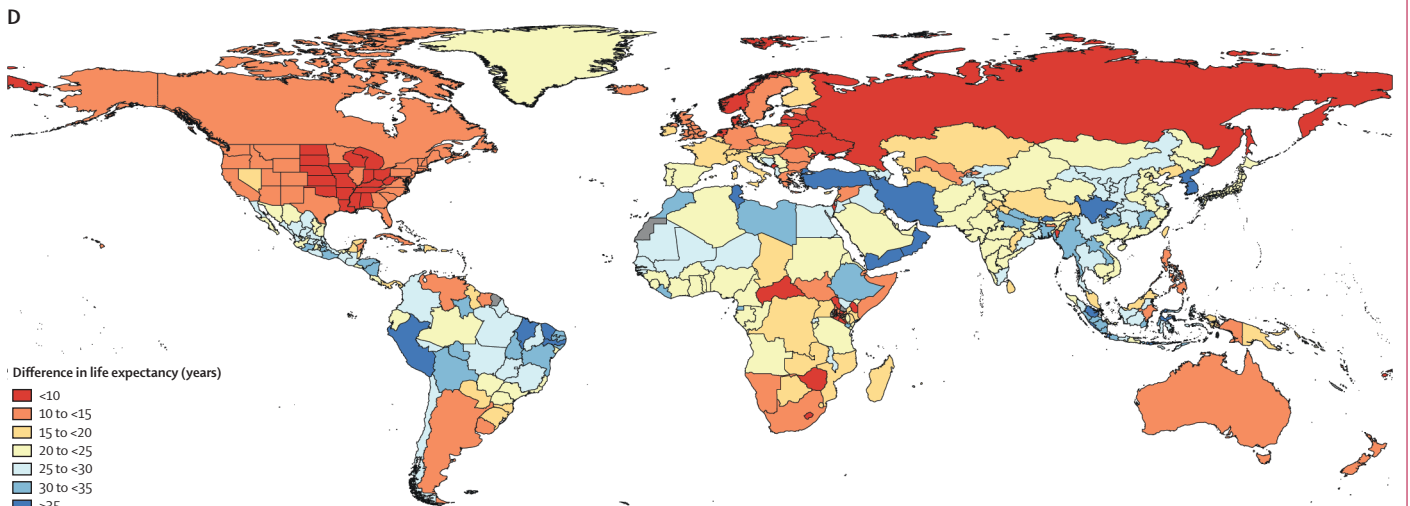 D
Difference in life expectancy (years)
<10
10 to <15
15 to <20
20 to <25
25 to <30
30 to <35